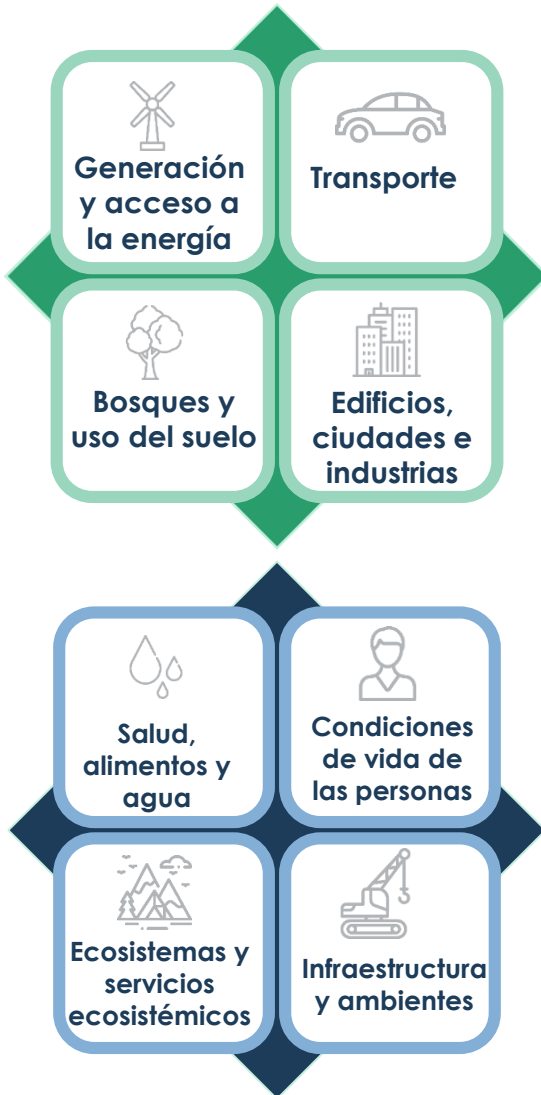 Generación
y acceso a
la energía
Transporte
Bosques y
uso del suelo
Edificios,
ciudades e
industrias
Salud,
alimentos y
agua
Condiciones
de vida de
las personas
Ecosistemas y
servicios
ecosistémicos
Infraestructura
y ambientes